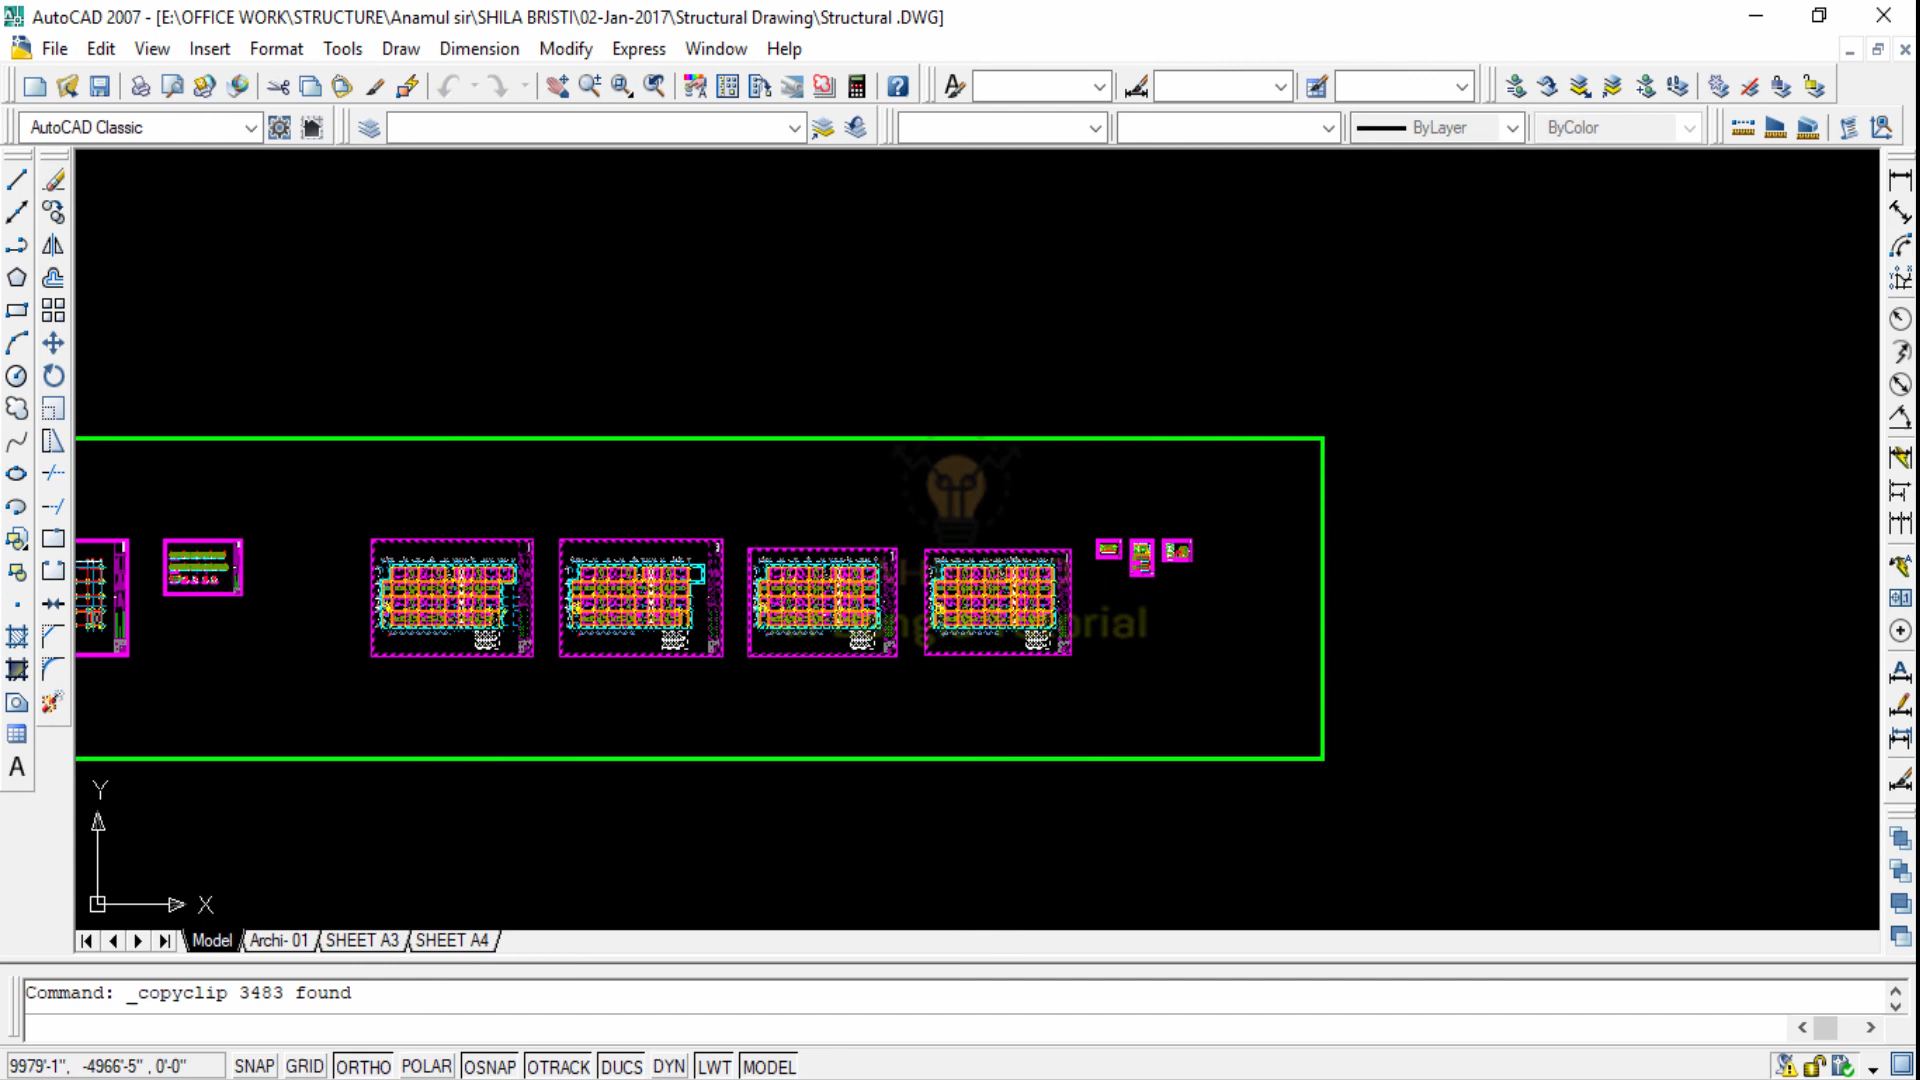 AutoCAD 2007 - [E:\OFFICE WORK\STRUCTURE\Anamul sir\SHILA BRISTI\02-Jan-2017\Structural Drawing\Structural .DWG]
File Edit View Insert Format Tools Draw Dimension Modify Express Window Help
AutoCAD Classic ByLayer ByColor
Y
X
Model Archi- 01 SHEET A3 SHEET A4
Command: _copyclip 3483 found
9979'-1", -4966'-5" , 0'-0" SNAP GRID ORTHO POLAR OSNAP OTRACK DUCS DYN LWT MODEL